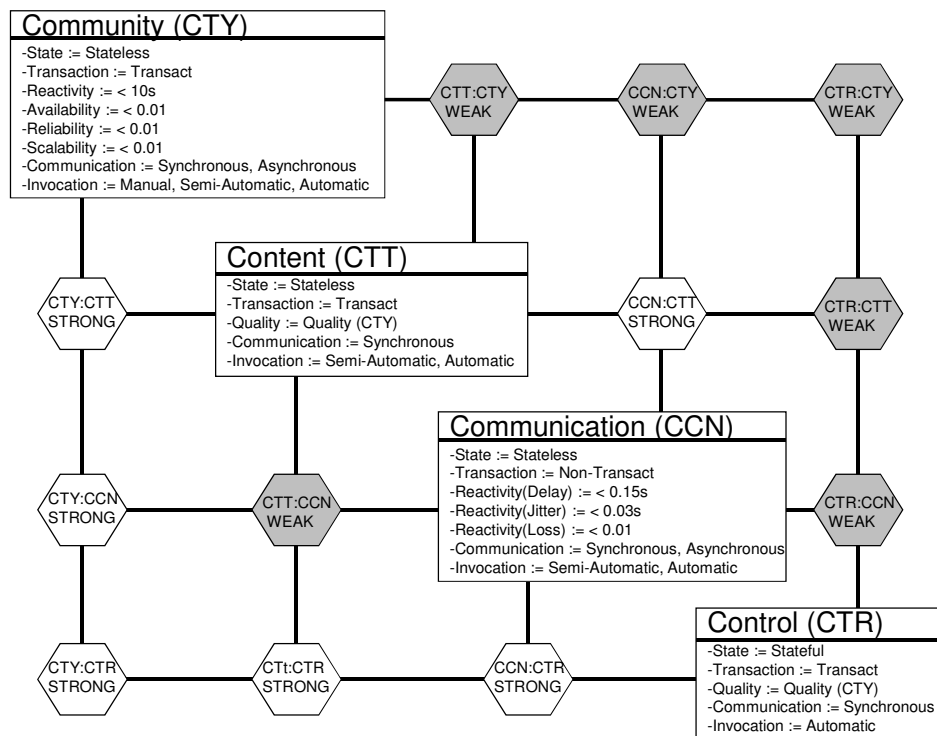 Community (CTY)
-State := Stateless
-Transaction := Transact
-Reactivity := < 10s
-Availability := < 0.01
-Reliability := < 0.01
-Scalability := < 0.01
-Communication := Synchronous, Asynchronous
-Invocation := Manual, Semi-Automatic, Automatic
CTT:CTY
WEAK
CCN:CTY
WEAK
CTR:CTY
WEAK
Content (CTT)
-State := Stateless
-Transaction := Transact
-Quality := Quality (CTY)
-Communication := Synchronous
-Invocation := Semi-Automatic, Automatic
CTY:CTT
STRONG
CCN:CTT
STRONG
CTR:CTT
WEAK
Communication (CCN)
-State := Stateless
-Transaction := Non-Transact
-Reactivity(Delay) := < 0.15s
-Reactivity(Jitter) := < 0.03s
-Reactivity(Loss) := < 0.01
-Communication := Synchronous, Asynchronous
-Invocation := Semi-Automatic, Automatic
CTY:CCN
STRONG
CTT:CCN
WEAK
CTR:CCN
WEAK
Control (CTR)
-State := Stateful
-Transaction := Transact
-Quality := Quality (CTY)
-Communication := Synchronous
-Invocation := Automatic
CTY:CTR
STRONG
CTt:CTR
STRONG
CCN:CTR
STRONG